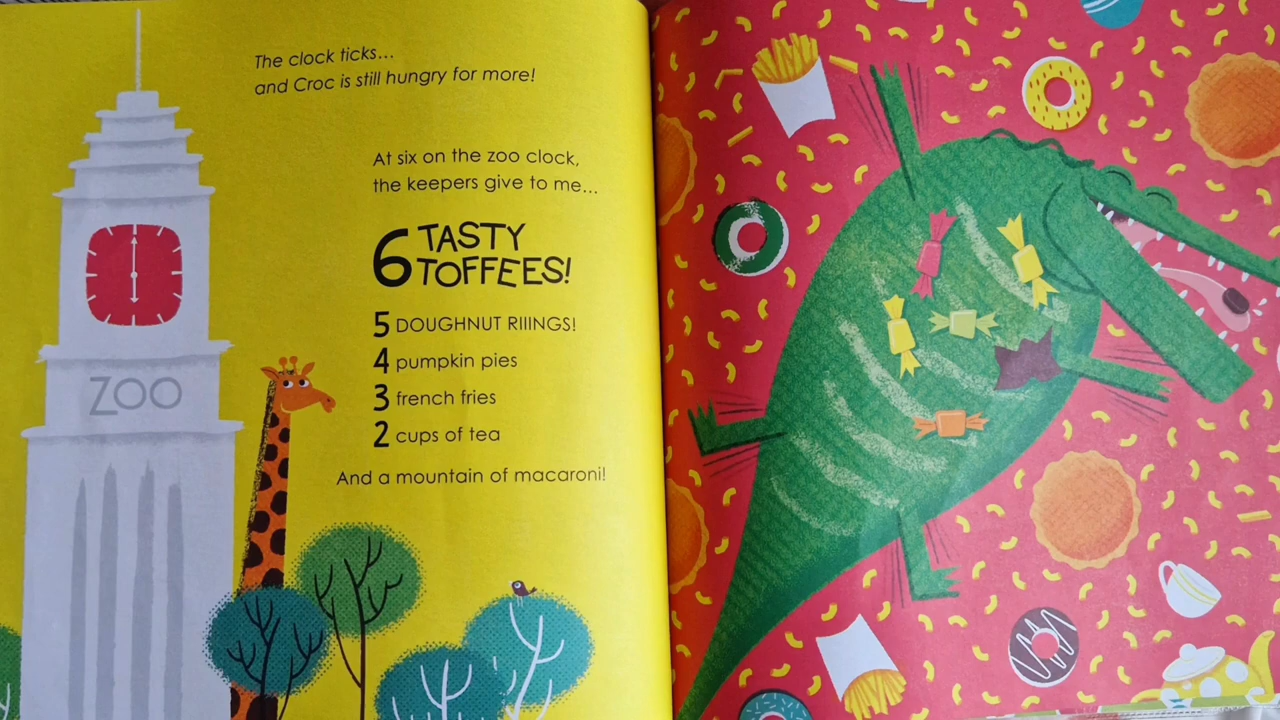 The clock ticks...
and Croc is still hungry for more!
At six on the zoo clock,
the keepers give to me...
6 TASTY
TOFFEES!
5 DOUGHNUT RIIINGS!
4 pumpkin pies
3 french fries
2 cups of tea
And a mountain of macaroni!
ZOO